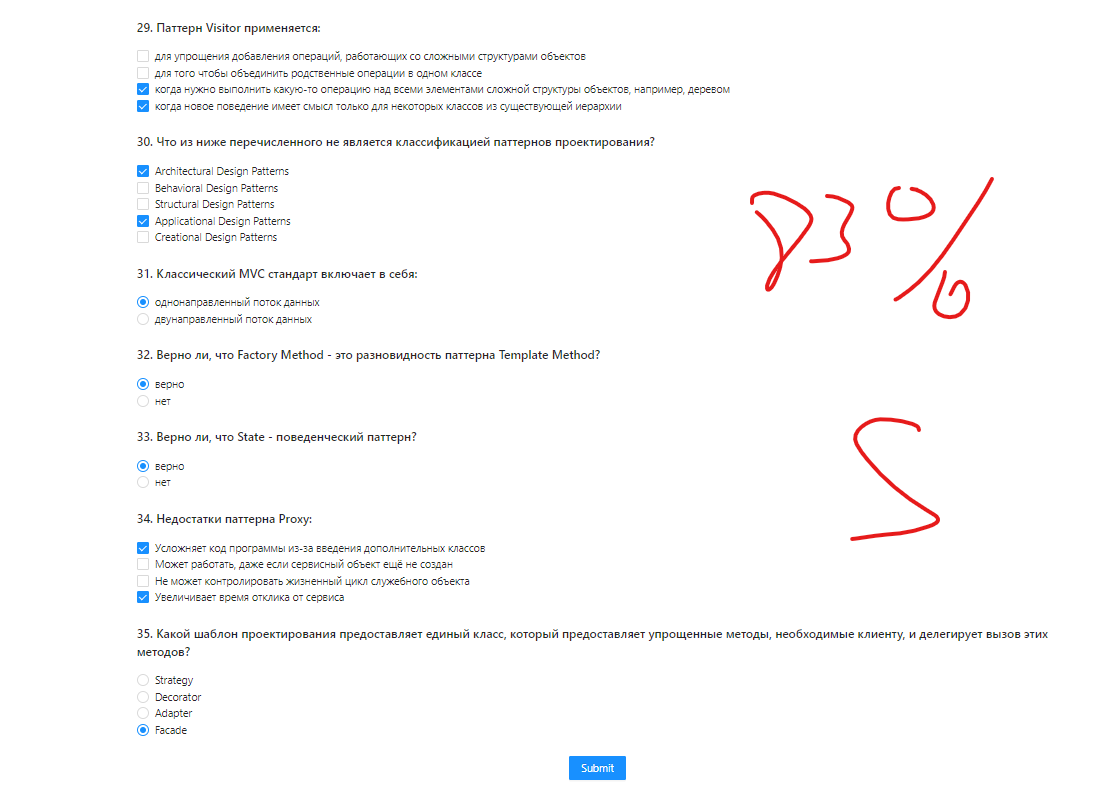 29. Паттерн Visitor применяется:
для упрощения добавления операций, работающих со сложными структурами объектов
для того чтобы объединить родственные операции в одном классе
когда нужно выполнить какую-то операцию над всеми элементами сложной структуры объектов, например, деревом
когда новое поведение имеет смысл только для некоторых классов из существующей иерархии
30. Что из ниже перечисленного не является классификацией паттернов проектирования?
Architectural Design Patterns
Behavioral Design Patterns
Structural Design Patterns
Applicational Design Patterns
Creational Design Patterns
31. Классический MVC стандарт включает в себя:
однонаправленный поток данных
двунаправленный поток данных
32. Верно ли, что Factory Method - это разновидность паттерна Template Method?
верно
нет
33. Верно ли, что State - поведенческий паттерн?
верно
нет
34. Недостатки паттерна Proxy:
Усложняет код программы из-за введения дополнительных классов
Может работать, даже если сервисный объект ещё не создан
Не может контролировать жизненный цикл служебного объекта
Увеличивает время отклика от сервиса
35. Какой шаблон проектирования предоставляет единый класс, который предоставляет упрощенные методы, необходимые клиенту, и делегирует вызов этих
методов?
Strategy
Decorator
Adapter
Facade
Submit